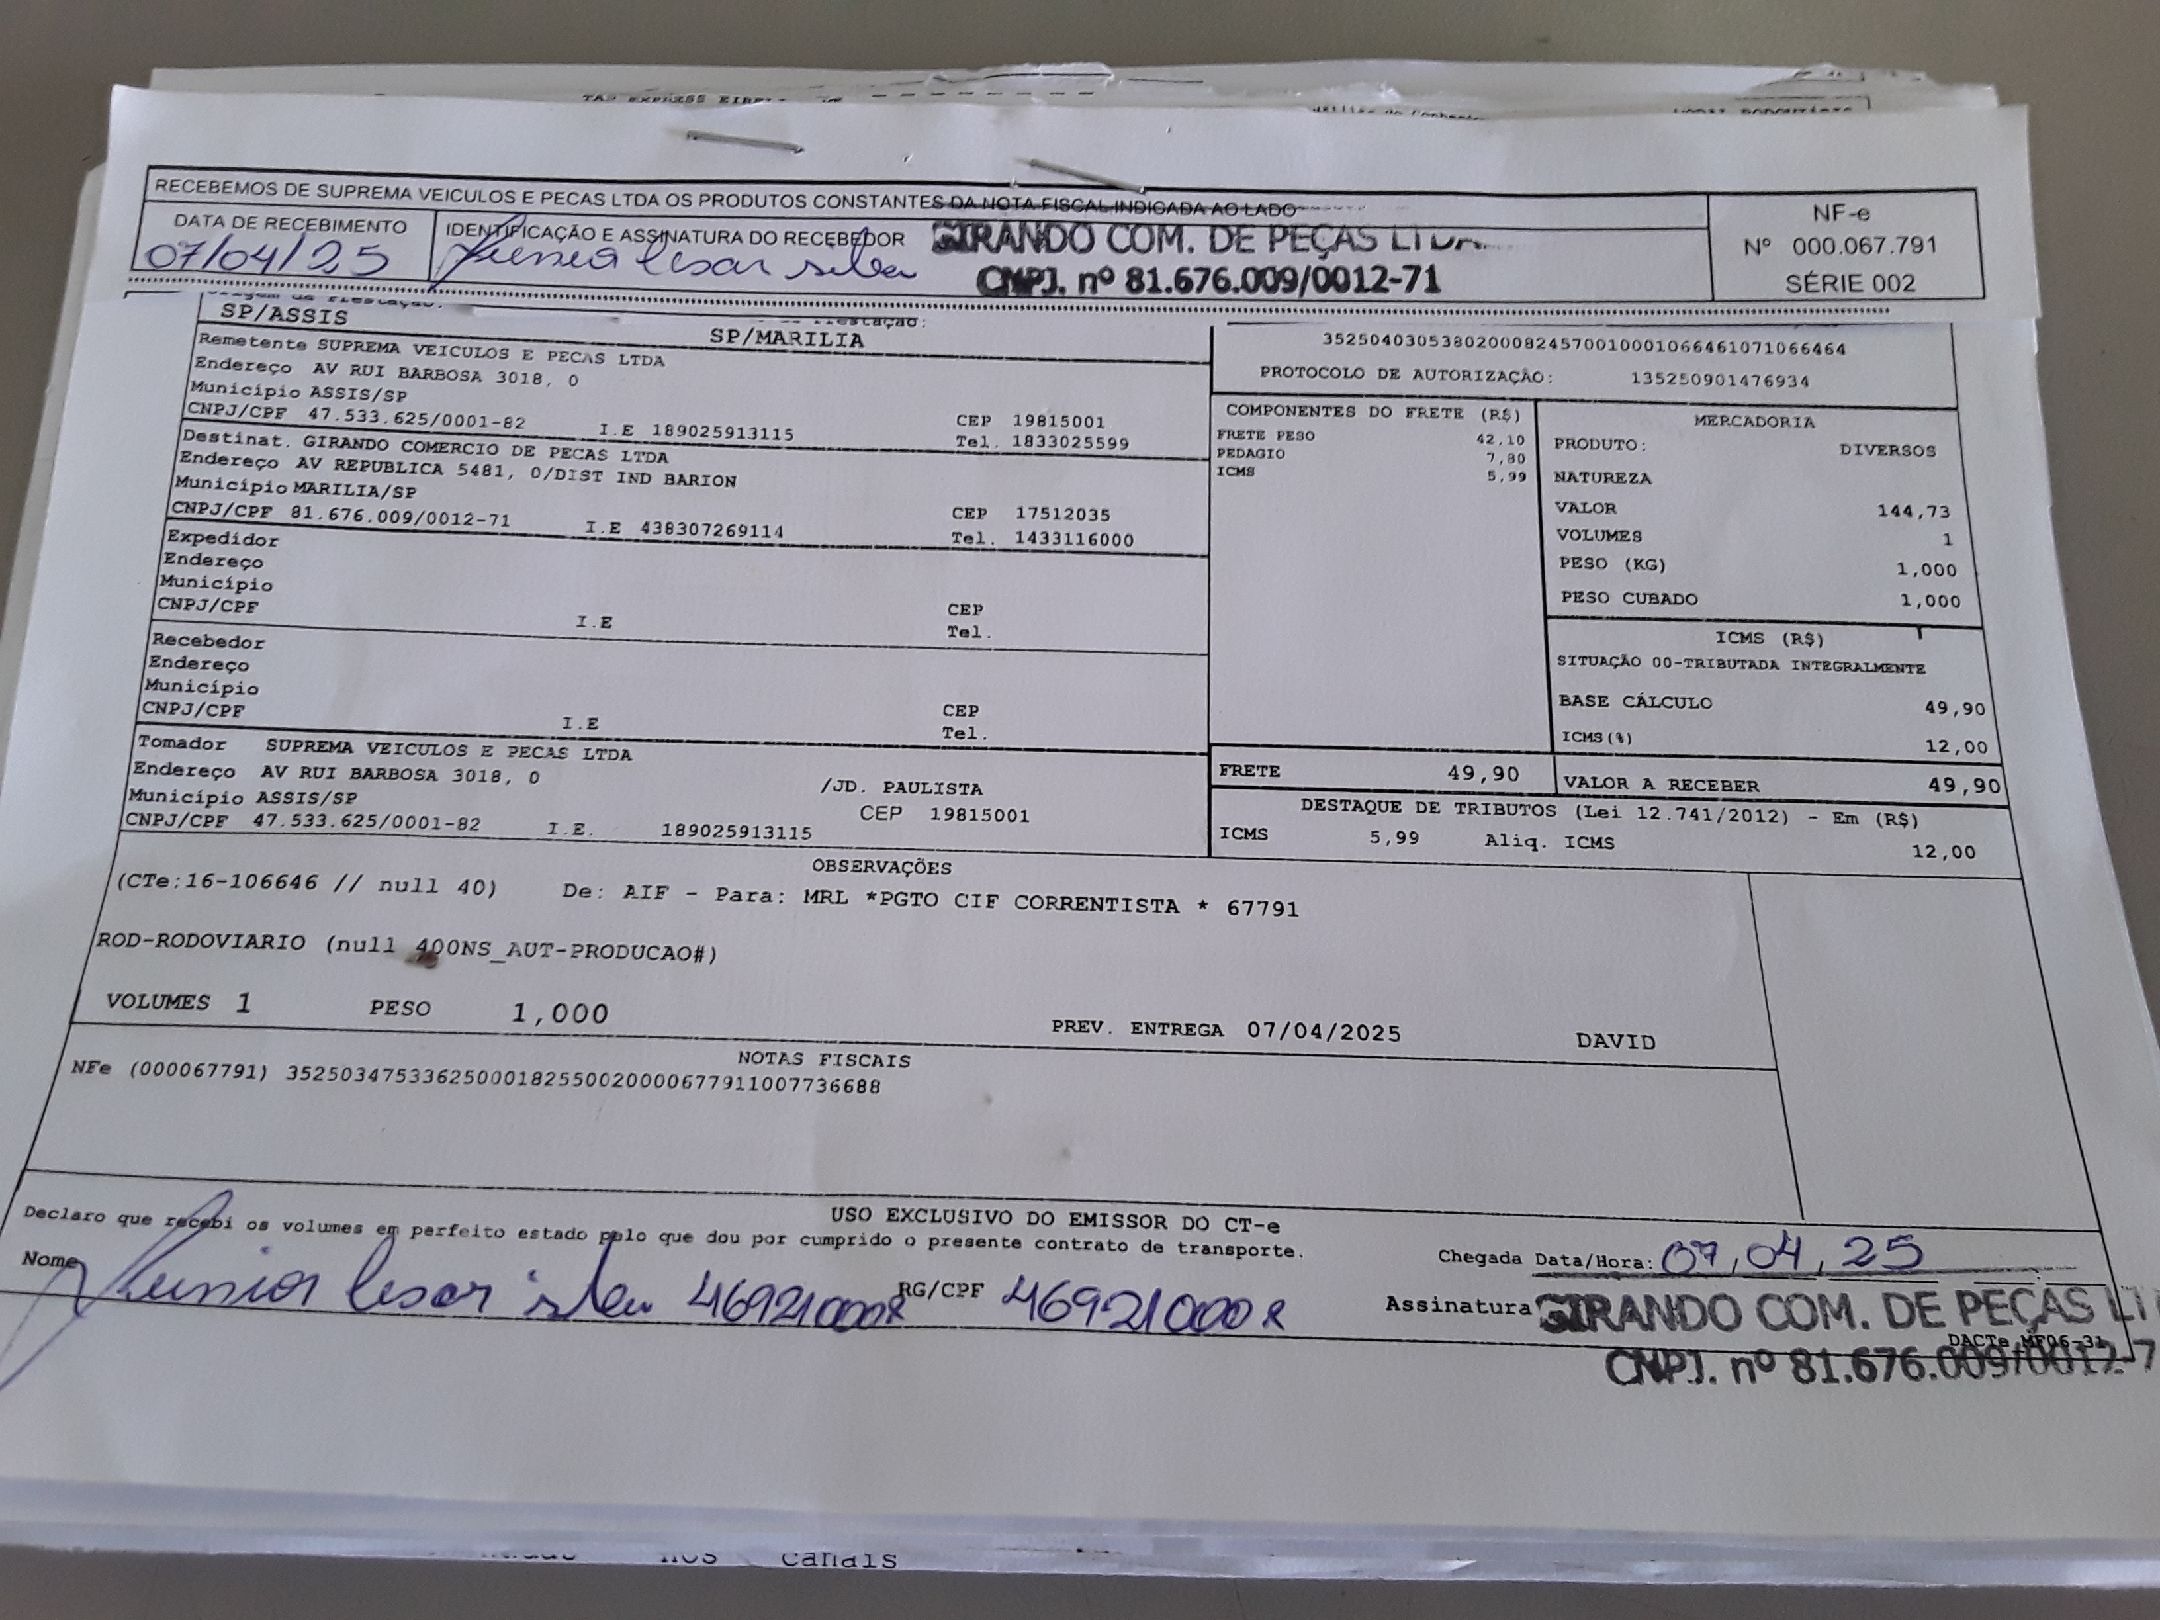 RECEBEMOS DE SUPREMA VEICULOS E PECAS LTDA OS PRODUTOS CONSTANTES DA NOTA FISCAL INDICADA AO LADO
DATA DE RECEBIMENTO
07/04/25
IDENTIFICAÇÃO E ASSINATURA DO RECEBEDOR
GIRANDO COM. DE PEÇAS LTDA.
CNPJ. nº 81.676.009/0012-71
NF-e
Nº 000.067.791
SÉRIE 002
SP/ASSIS
SP/MARILIA
Remetente SUPREMA VEICULOS E PECAS LTDA
Endereço AV RUI BARBOSA 3018, 0
Município ASSIS/SP
CEP 19815001
CNPJ/CPF 47.533.625/0001-82 I.E 189025913115 Tel. 1833025599
Destinat. GIRANDO COMERCIO DE PECAS LTDA
Endereço AV REPUBLICA 5481, 0/DIST IND BARION
Município MARILIA/SP
CEP 17512035
CNPJ/CPF 81.676.009/0012-71 I.E 438307269114 Tel. 1433116000
Expedidor
Endereço
Município
CEP
CNPJ/CPF I.E Tel.
Recebedor
Endereço
Município
CEP
CNPJ/CPF I.E Tel.
Tomador SUPREMA VEICULOS E PECAS LTDA
Endereço AV RUI BARBOSA 3018, 0 /JD. PAULISTA
Município ASSIS/SP CEP 19815001
CNPJ/CPF 47.533.625/0001-82 I.E. 189025913115
35250403053802000824570010001066461071066464
PROTOCOLO DE AUTORIZAÇÃO: 135250901476934
COMPONENTES DO FRETE (R$)
FRETE PESO 42,10
PEDAGIO 7,80
ICMS 5,99
MERCADORIA
PRODUTO: DIVERSOS
NATUREZA
VALOR 144,73
VOLUMES 1
PESO (KG) 1,000
PESO CUBADO 1,000
ICMS (R$)
SITUAÇÃO 00-TRIBUTADA INTEGRALMENTE
BASE CÁLCULO 49,90
ICMS(%) 12,00
FRETE 49,90
VALOR A RECEBER 49,90
DESTAQUE DE TRIBUTOS (Lei 12.741/2012) - Em (R$)
ICMS 5,99 Aliq. ICMS 12,00
OBSERVAÇÕES
(CTe:16-106646 // null 40) De: AIF - Para: MRL *PGTO CIF CORRENTISTA * 67791
ROD-RODOVIARIO (null 400NS_AUT-PRODUCAO#)
VOLUMES 1 PESO 1,000 PREV. ENTREGA 07/04/2025 DAVID
NOTAS FISCAIS
NFe (000067791) 35250347533625000182550020000677911007736688
USO EXCLUSIVO DO EMISSOR DO CT-e
Declaro que recebi os volumes em perfeito estado pelo que dou por cumprido o presente contrato de transporte.
Chegada Data/Hora: 07,04,25
Nome
RG/CPF
Assinatura
GIRANDO COM. DE PEÇAS LT
DACTe MF06-31
CNPJ. nº 81.676.009/0012-7
nos canais